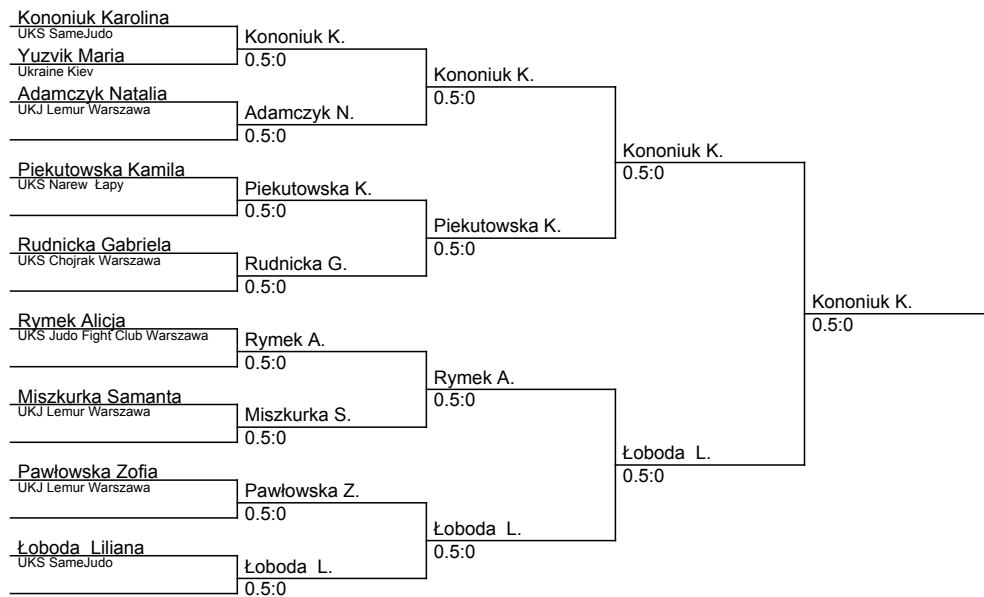 Kononiuk Karolina
UKS SameJudo
Yuzvik Maria
Ukraine Kiev
Adamczyk Natalia
UKJ Lemur Warszawa
Piekutowska Kamila
UKS Narew  Łapy
Rudnicka Gabriela
UKS Chojrak Warszawa
Rymek Alicja
UKS Judo Fight Club Warszawa
Miszkurka Samanta
UKJ Lemur Warszawa
Pawłowska Zofia
UKJ Lemur Warszawa
Łoboda  Liliana
UKS SameJudo
Kononiuk K.
0.5:0
Adamczyk N.
0.5:0
Piekutowska K.
0.5:0
Rudnicka G.
0.5:0
Rymek A.
0.5:0
Miszkurka S.
0.5:0
Pawłowska Z.
0.5:0
Łoboda  L.
0.5:0
Kononiuk K.
0.5:0
Piekutowska K.
0.5:0
Rymek A.
0.5:0
Łoboda  L.
0.5:0
Kononiuk K.
0.5:0
Łoboda  L.
0.5:0
Kononiuk K.
0.5:0